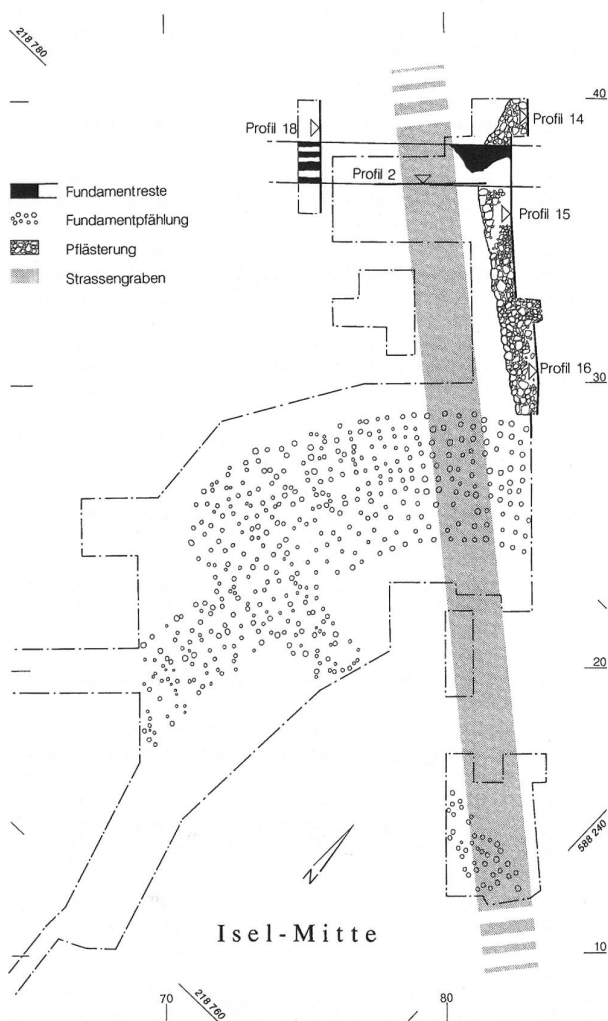 218 780
40
Profil 18
Profil 14
Profil 2
Fundamentreste
Profil 15
Fundamentpfählung
Pflästerung
Strassengraben
Profil 16
30
20
588 240
Isel-Mitte
10
70
218 760
80